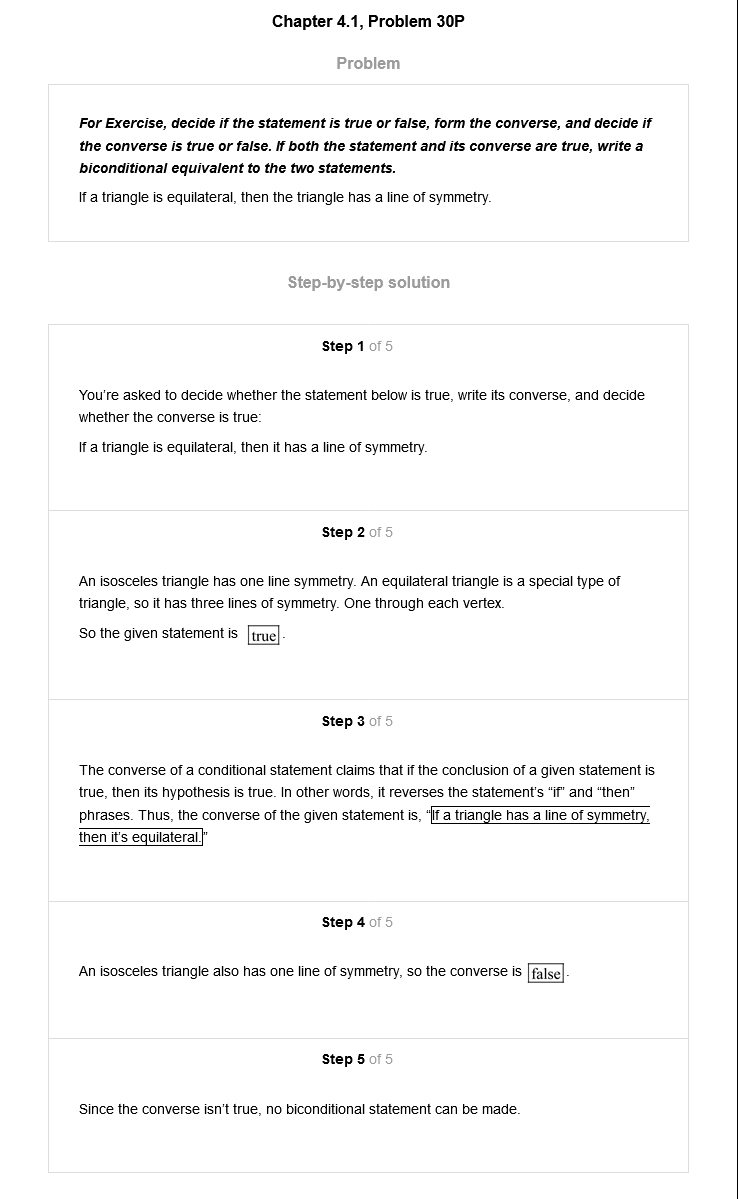 Chapter 4.1, Problem 30P
Problem
For Exercise, decide if the statement is true or false, form the converse, and decide if
the converse is true or false. If both the statement and its converse are true, write a
biconditional equivalent to the two statements.
If a triangle is equilateral, then the triangle has a line of symmetry.
Step-by-step solution
Step 1 of 5
You’re asked to decide whether the statement below is true, write its converse, and decide
whether the converse is true:
If a triangle is equilateral, then it has a line of symmetry.
Step 2 of 5
An isosceles triangle has one line symmetry. An equilateral triangle is a special type of
triangle, so it has three lines of symmetry. One through each vertex.
So the given statement is true.
Step 3 of 5
The converse of a conditional statement claims that if the conclusion of a given statement is
true, then its hypothesis is true. In other words, it reverses the statement’s “if” and “then”
phrases. Thus, the converse of the given statement is, “If a triangle has a line of symmetry,
then it’s equilateral.”
Step 4 of 5
An isosceles triangle also has one line of symmetry, so the converse is false.
Step 5 of 5
Since the converse isn’t true, no biconditional statement can be made.